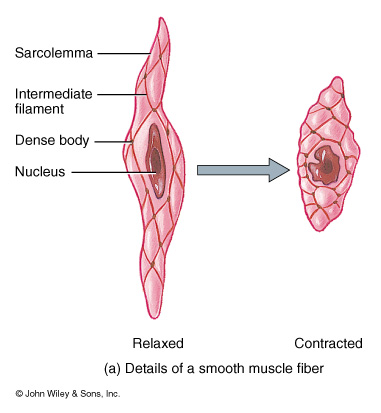 Sarcolemma
Intermediate
filament
Dense body
Nucleus
Relaxed
Contracted
(a) Details of a smooth muscle fiber
© John Wiley & Sons, Inc.